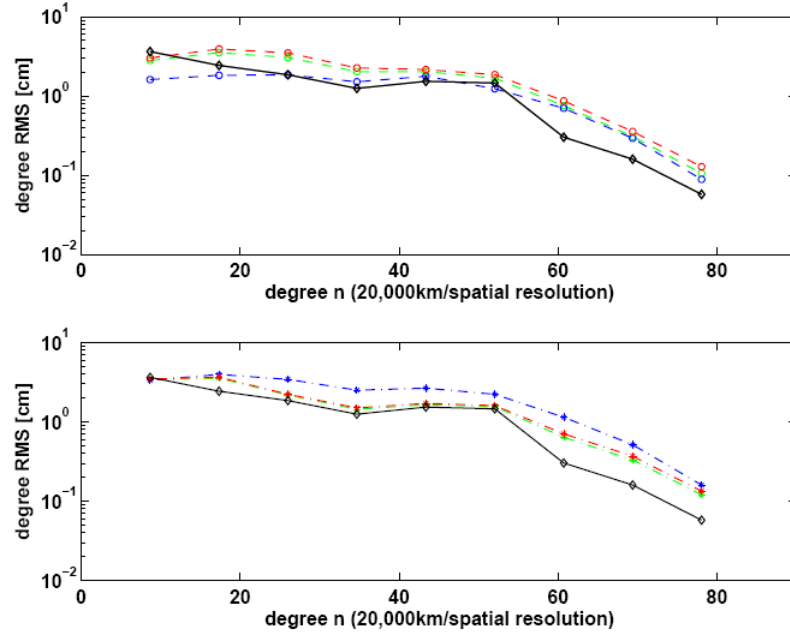 10^1
10^0
10^-1
10^-2
degree RMS [cm]
0 20 40 60 80
degree n (20,000km/spatial resolution)
10^1
10^0
10^-1
10^-2
degree RMS [cm]
0 20 40 60 80
degree n (20,000km/spatial resolution)